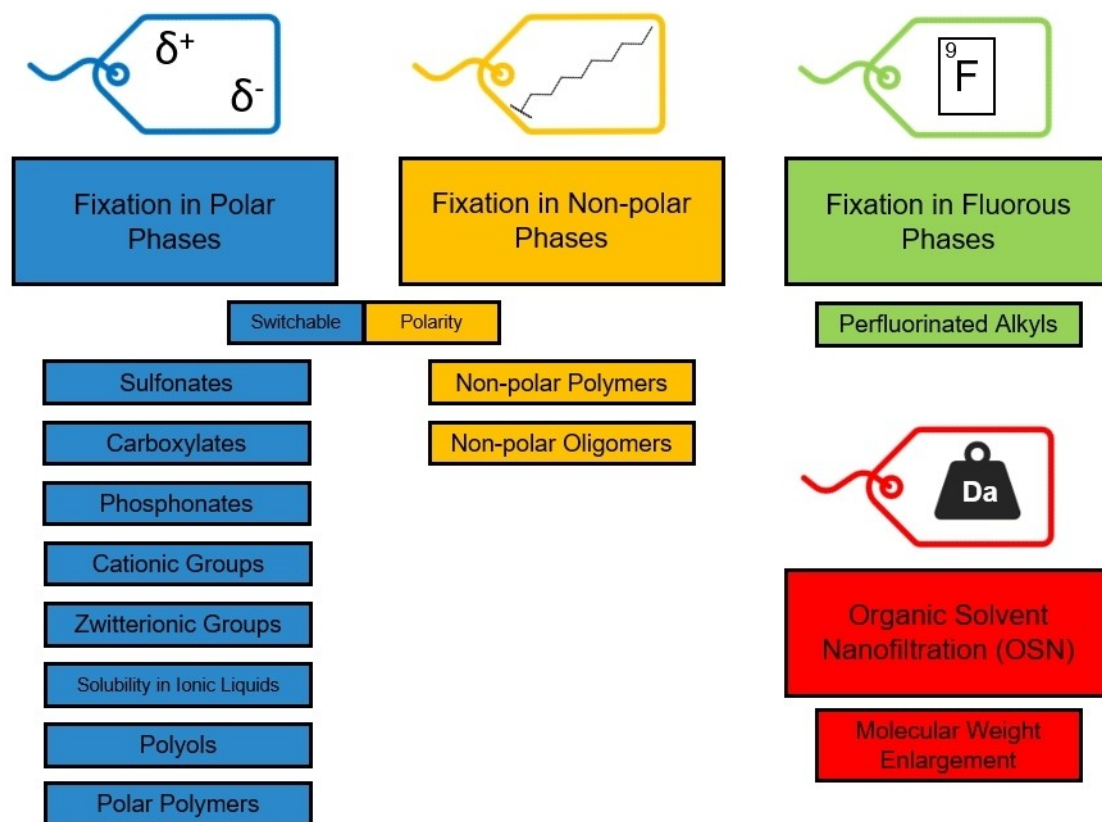 δ+
δ-
Fixation in Polar
Phases
Switchable
Sulfonates
Carboxylates
Phosphonates
Cationic Groups
Zwitterionic Groups
Solubility in Ionic Liquids
Polyols
Polar Polymers
Fixation in Non-polar
Phases
Polarity
Non-polar Polymers
Non-polar Oligomers
9
F
Fixation in Fluorous
Phases
Perfluorinated Alkyls
Da
Organic Solvent
Nanofiltration (OSN)
Molecular Weight
Enlargement